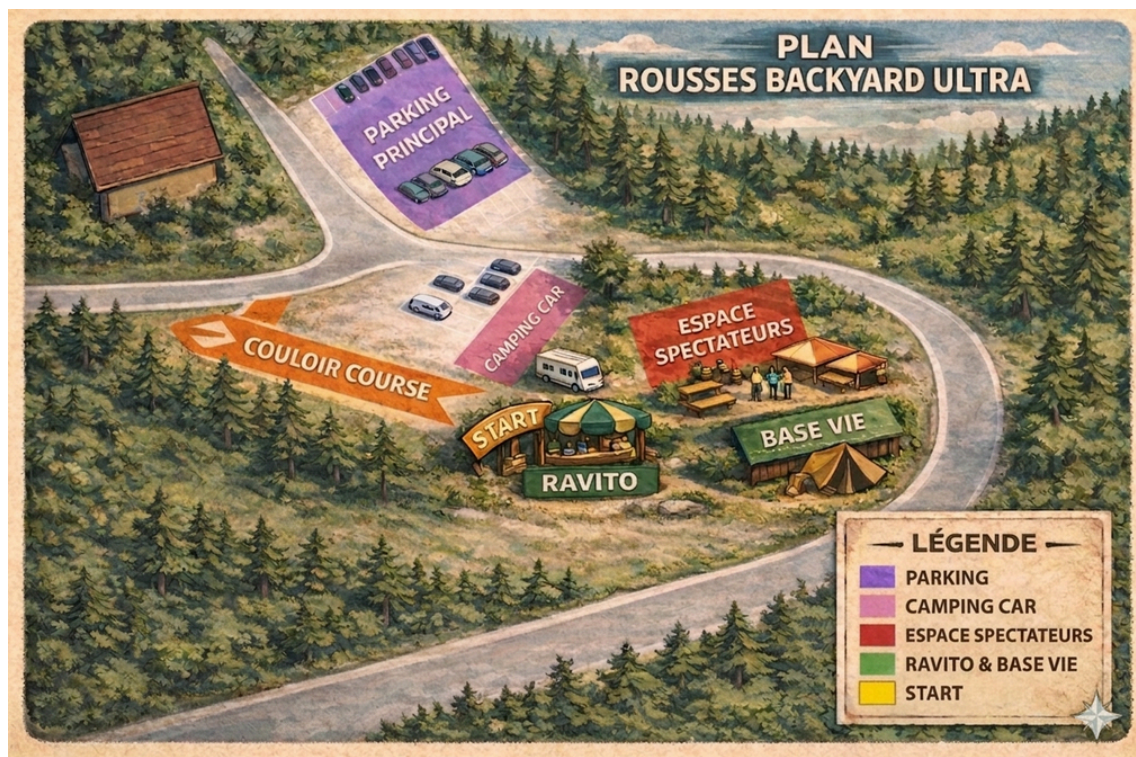 PLAN
ROUSSES BACKYARD ULTRA
PARKING
PRINCIPAL
CAMPING CAR
ESPACE
SPECTATEURS
COULOIR COURSE
START
BASE VIE
RAVITO
LÉGENDE
PARKING
CAMPING CAR
ESPACE SPECTATEURS
RAVITO & BASE VIE
START